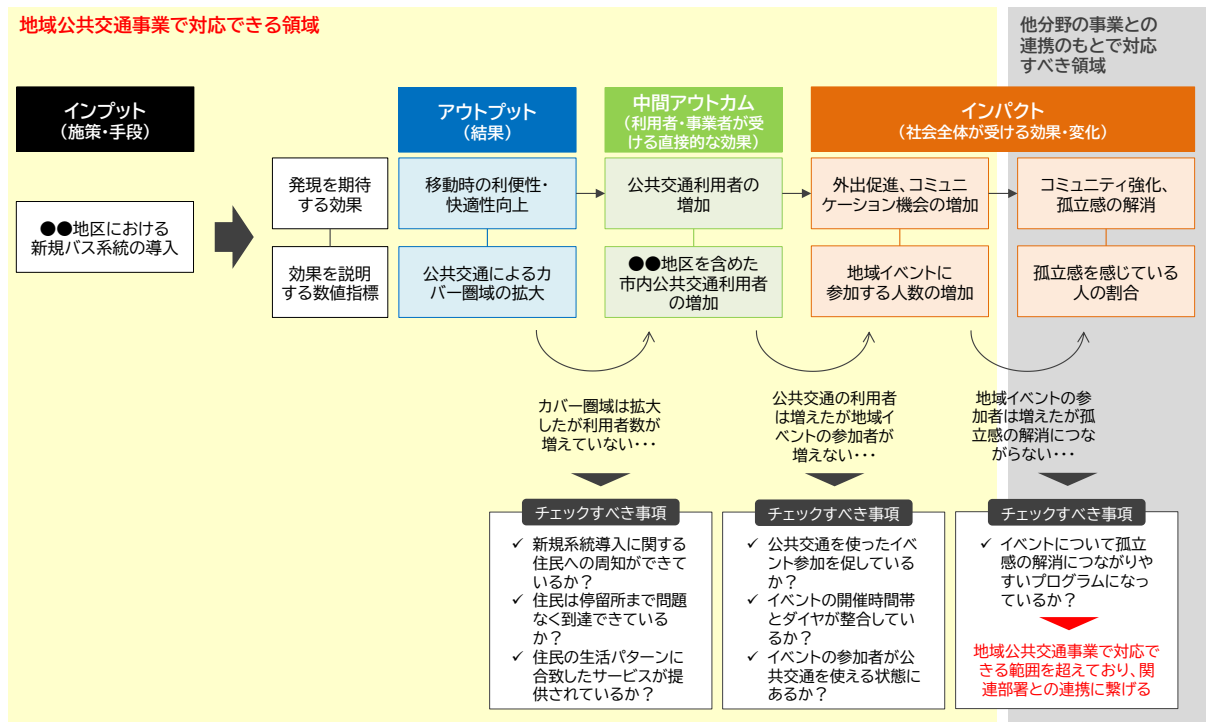 地域公共交通事業で対応できる領域
他分野の事業との
連携のもとで対応
すべき領域
インプット
(施策・手段)
アウトプット
(結果)
中間アウトカム
(利用者・事業者が受
ける直接的な効果)
インパクト
(社会全体が受ける効果・変化)
●●地区における
新規バス系統の導入
発現を期待
する効果
移動時の利便性・
快適性向上
公共交通利用者の
増加
外出促進、コミュニ
ケーション機会の増加
コミュニティ強化、
孤立感の解消
効果を説明
する数値指標
公共交通によるカ
バー圏域の拡大
●●地区を含めた
市内公共交通利用者
の増加
地域イベントに
参加する人数の増加
孤立感を感じている
人の割合
カバー圏域は拡大
したが利用者数が
増えていない・・・
公共交通の利用者
は増えたが地域イ
ベントの参加者が
増えない・・・
地域イベントの参
加者は増えたが孤
立感の解消につな
がらない・・・
チェックすべき事項
✓ 新規系統導入に関する
住民への周知ができて
いるか?
✓ 住民は停留所まで問題
なく到達できている
か?
✓ 住民の生活パターンに
合致したサービスが提
供されているか?
チェックすべき事項
✓ 公共交通を使ったイベ
ント参加を促している
か?
✓ イベントの開催時間帯
とダイヤが整合してい
るか?
✓ イベントの参加者が公
共交通を使える状態に
あるか?
チェックすべき事項
✓ イベントについて孤立
感の解消につながりや
すいプログラムになっ
ているか?
地域公共交通事業で対応で
きる範囲を超えており、関
連部署との連携に繋げる